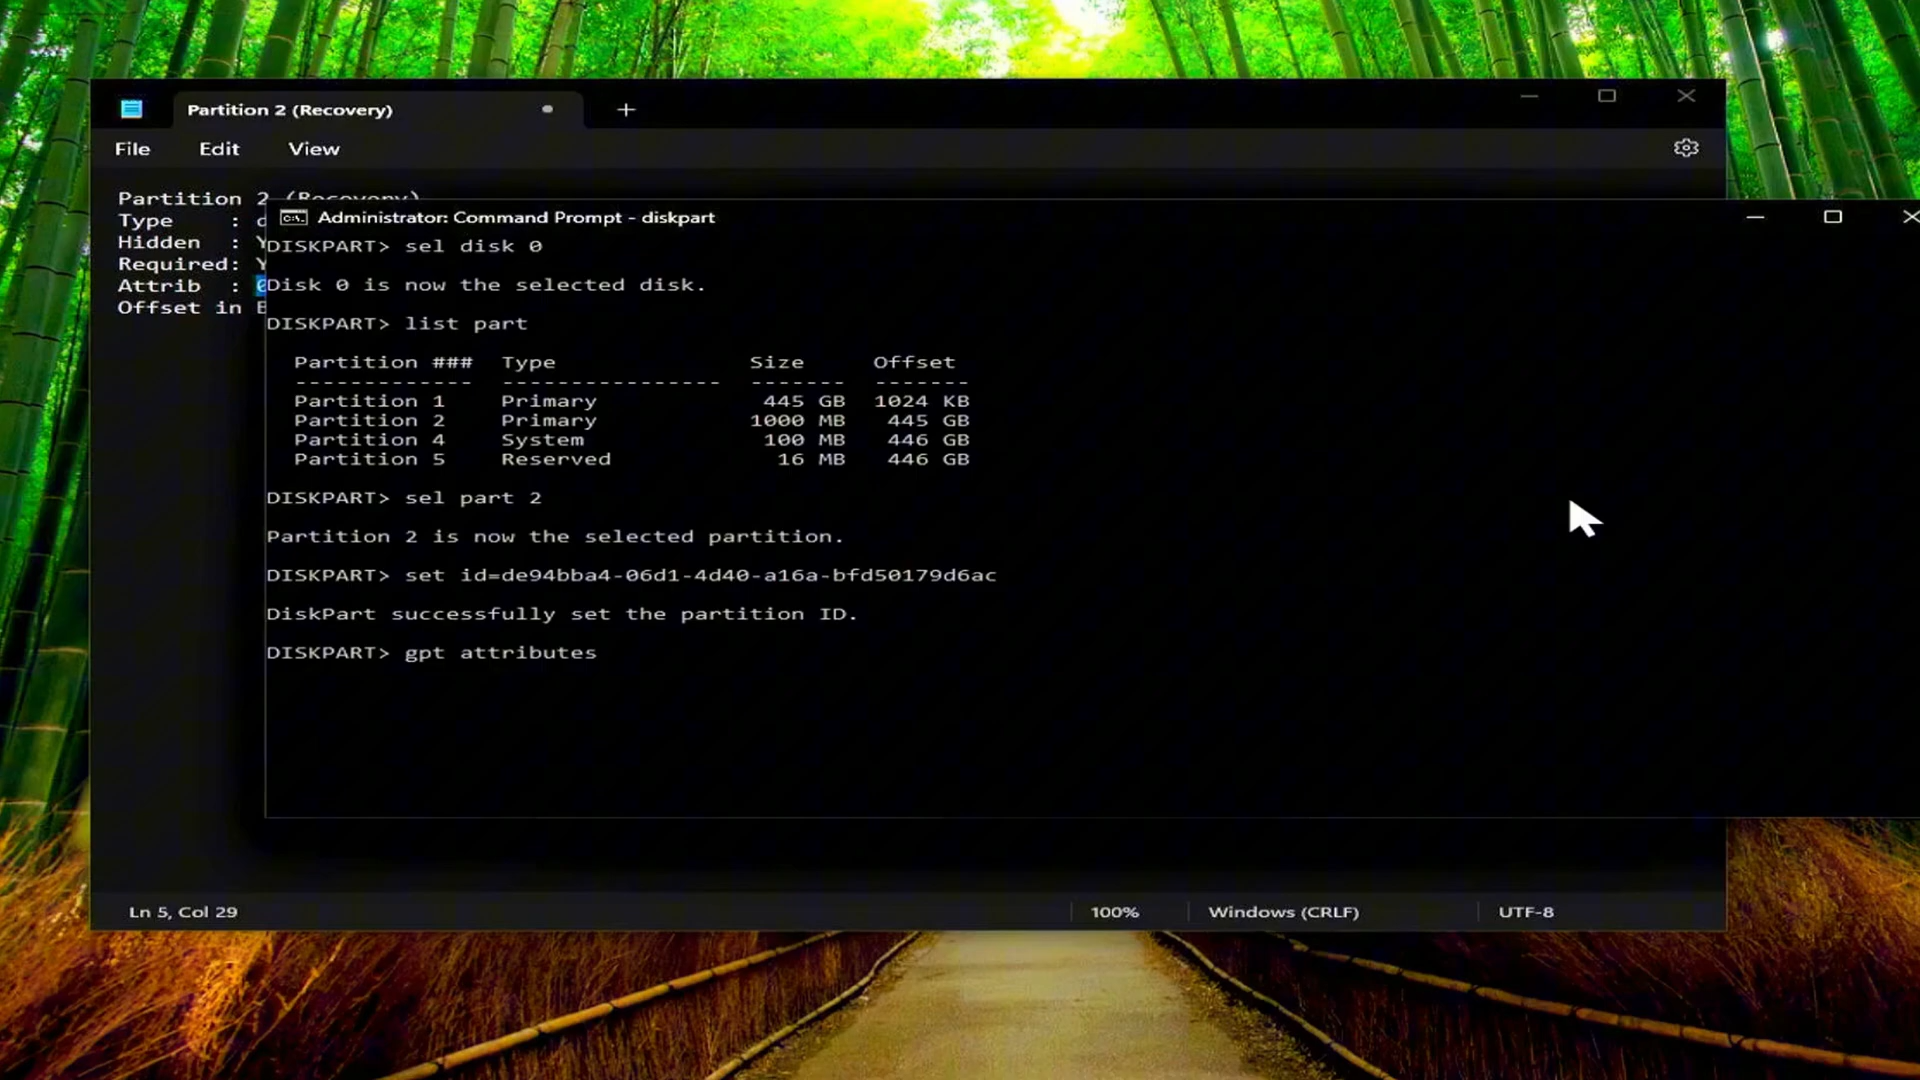 Partition 2 (Recovery)
File Edit View
Partition 2 (Recovery)
Type :
Hidden : Y
Required: Y
Attrib : 0
Offset in B
Administrator: Command Prompt - diskpart
DISKPART> sel disk 0
Disk 0 is now the selected disk.
DISKPART> list part
Partition ### Type Size Offset
------------- ---------------- ------- -------
Partition 1 Primary 445 GB 1024 KB
Partition 2 Primary 1000 MB 445 GB
Partition 4 System 100 MB 446 GB
Partition 5 Reserved 16 MB 446 GB
DISKPART> sel part 2
Partition 2 is now the selected partition.
DISKPART> set id=de94bba4-06d1-4d40-a16a-bfd50179d6ac
DiskPart successfully set the partition ID.
DISKPART> gpt attributes
Ln 5, Col 29 100% Windows (CRLF) UTF-8